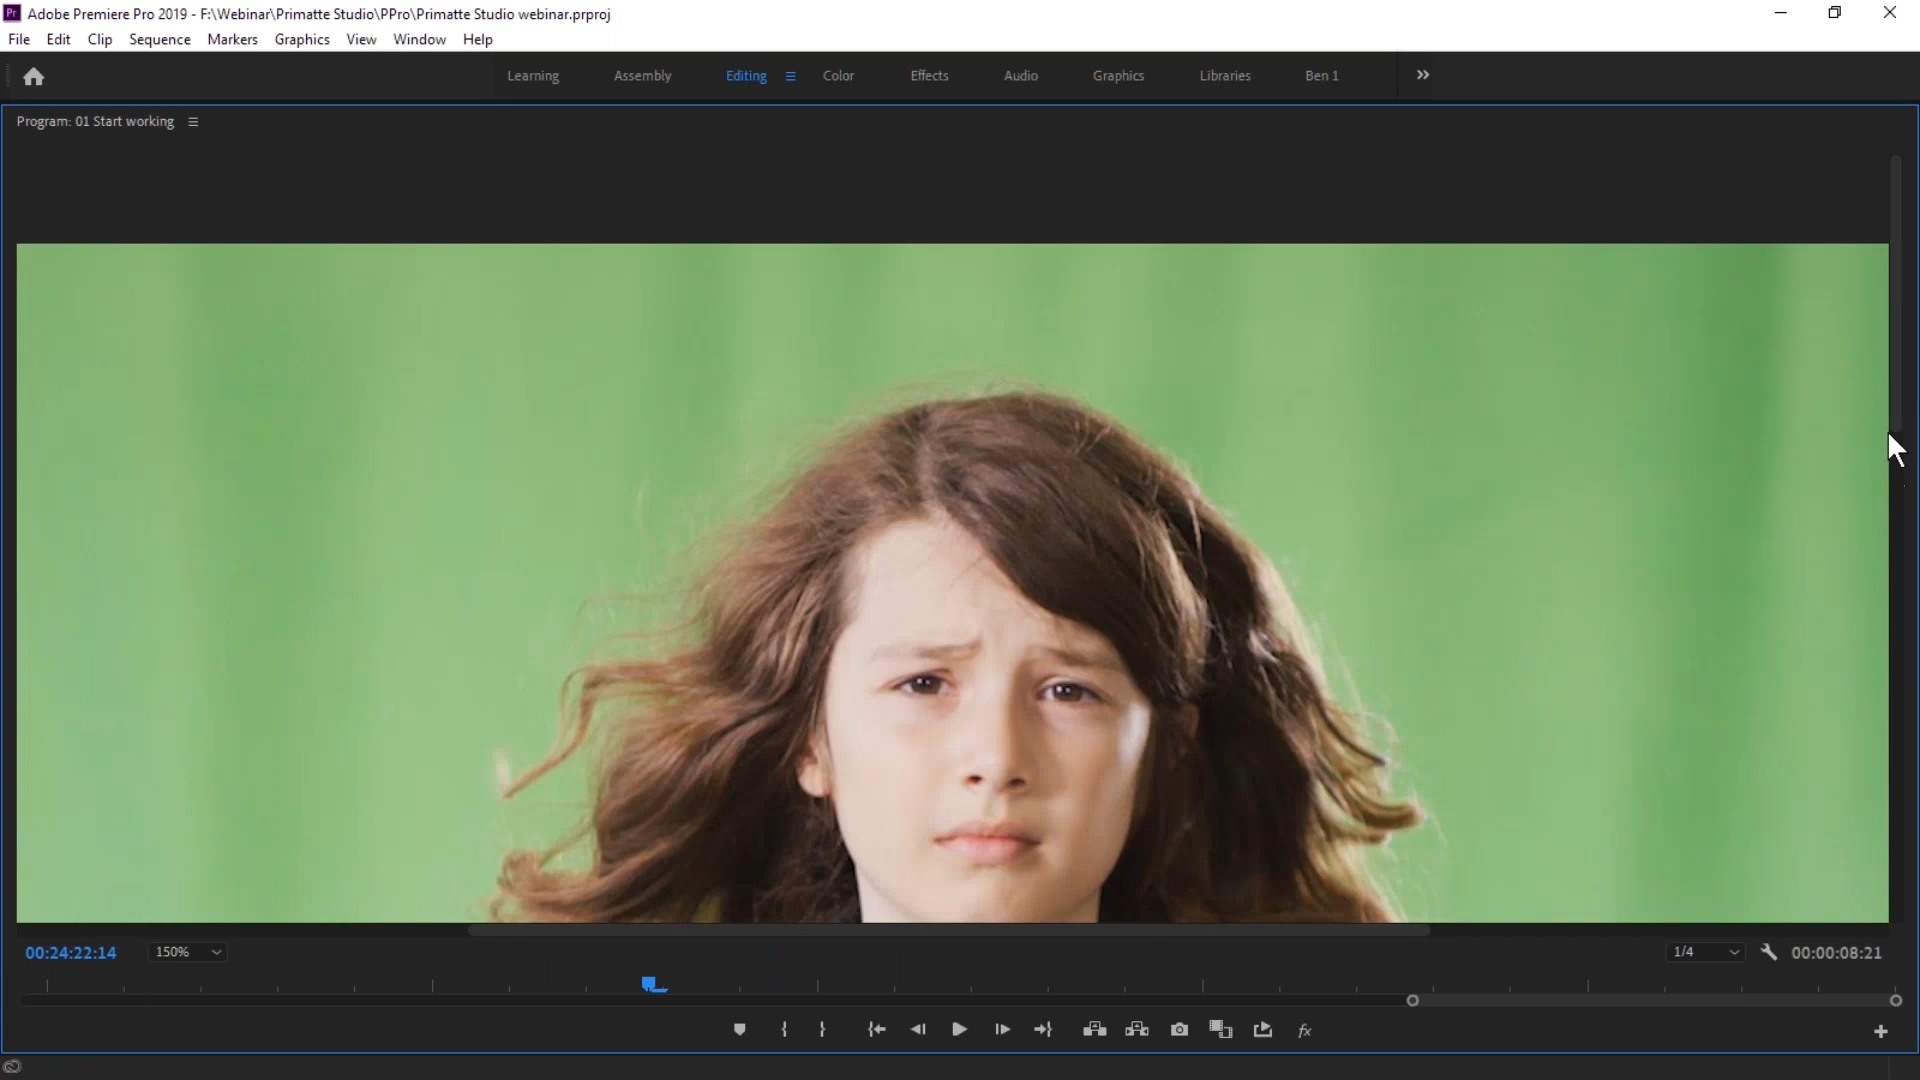 Pr Adobe Premiere Pro 2019 - F:\Webinar\Primatte Studio\PPro\Primatte Studio webinar.prproj
File Edit Clip Sequence Markers Graphics View Window Help
Learning Assembly Editing Color Effects Audio Graphics Libraries Ben 1
Program: 01 Start working
00:24:22:14 150% 1/4 00:00:08:21
fx